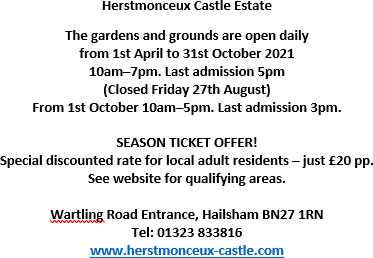 Herstmonceux Castle Estate
The gardens and grounds are open daily
from 1st April to 31st October 2021
10am–7pm. Last admission 5pm
(Closed Friday 27th August)
From 1st October 10am–5pm. Last admission 3pm.
SEASON TICKET OFFER!
Special discounted rate for local adult residents – just £20 pp.
See website for qualifying areas.
Wartling Road Entrance, Hailsham BN27 1RN
Tel: 01323 833816
www.herstmonceux-castle.com